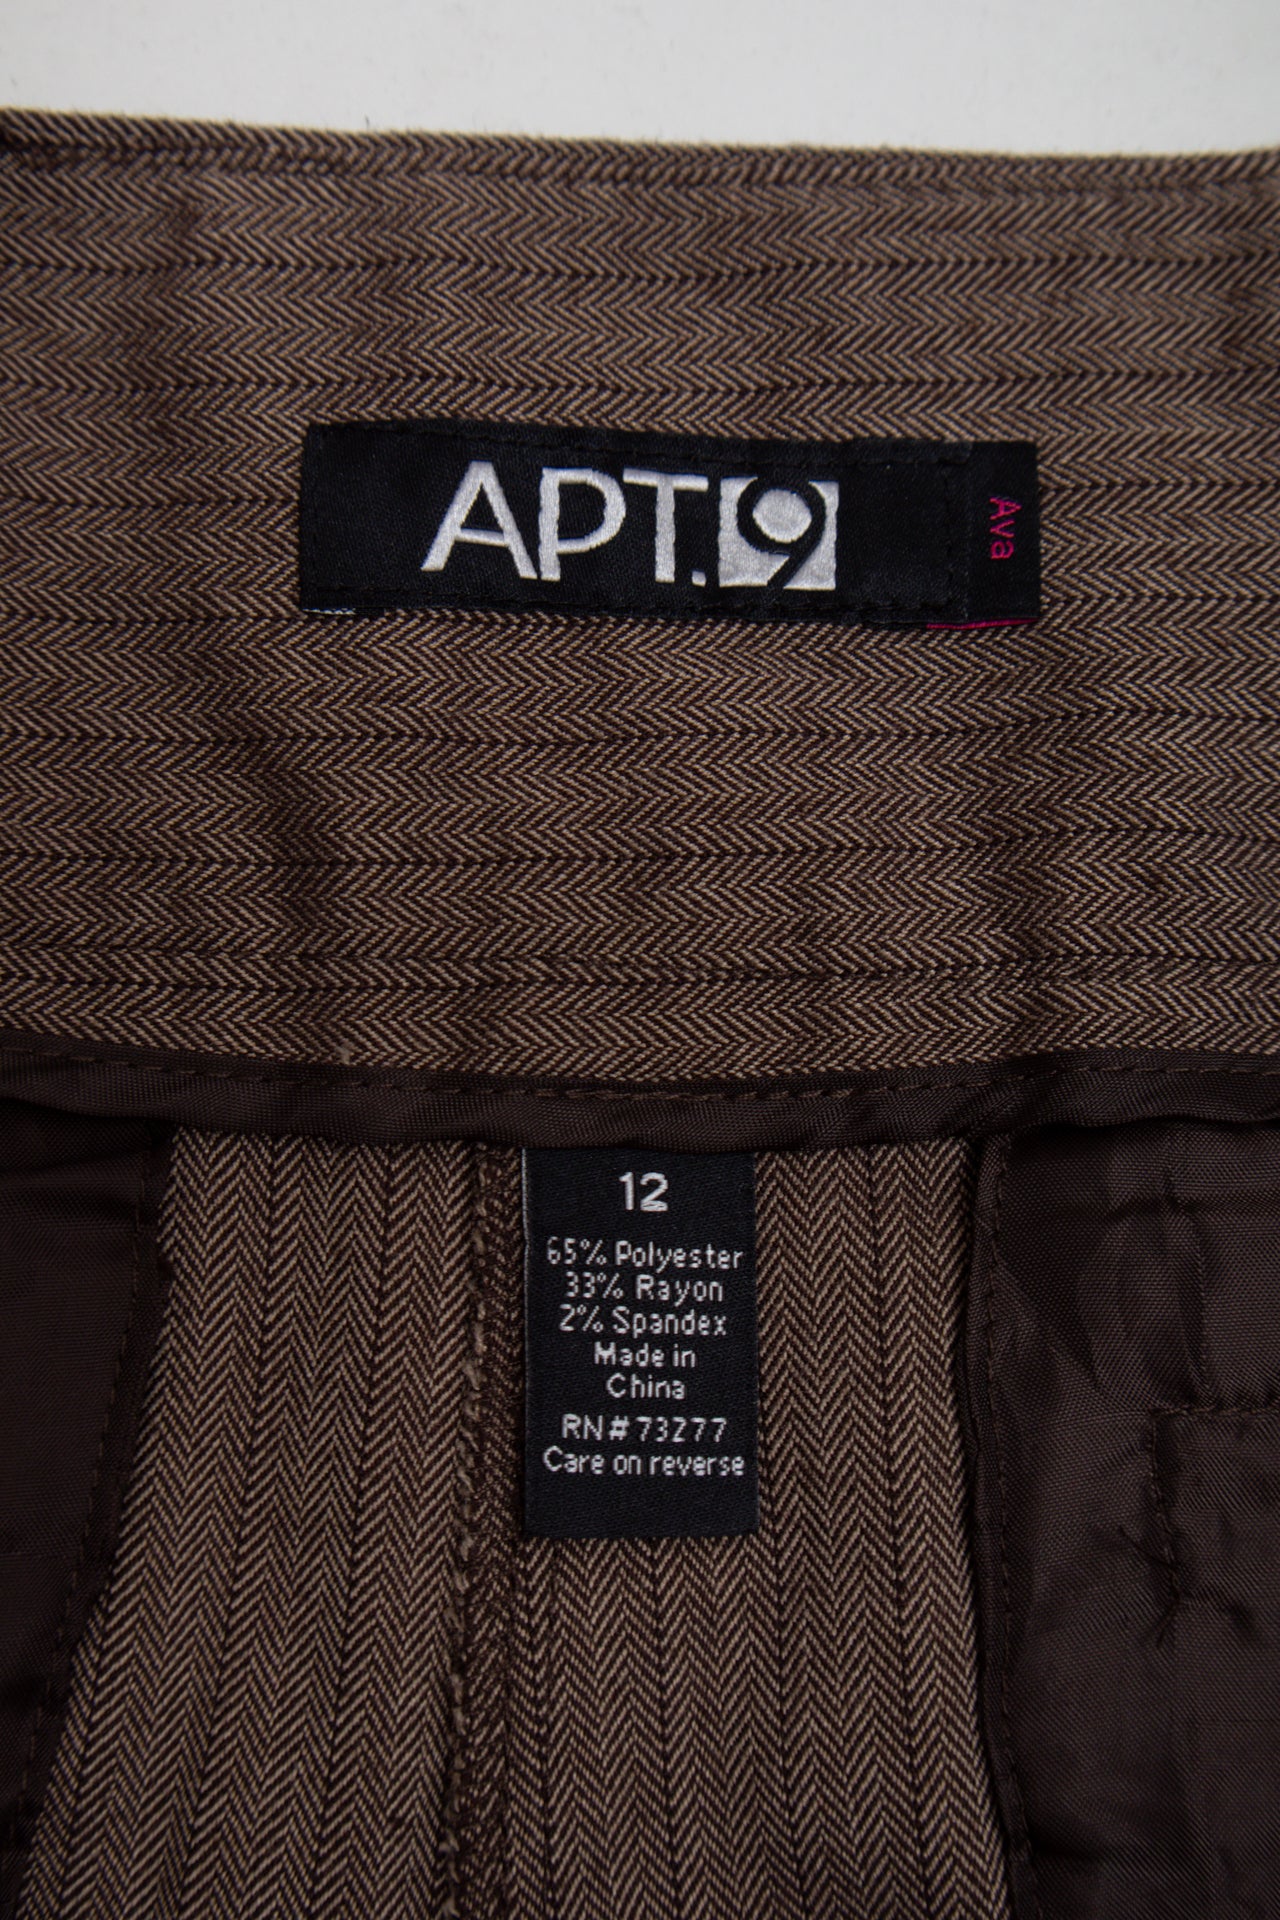 APT.9
Ava
12
65% Polyester
33% Rayon
2% Spandex
Made in
China
RN#73277
Care on reverse